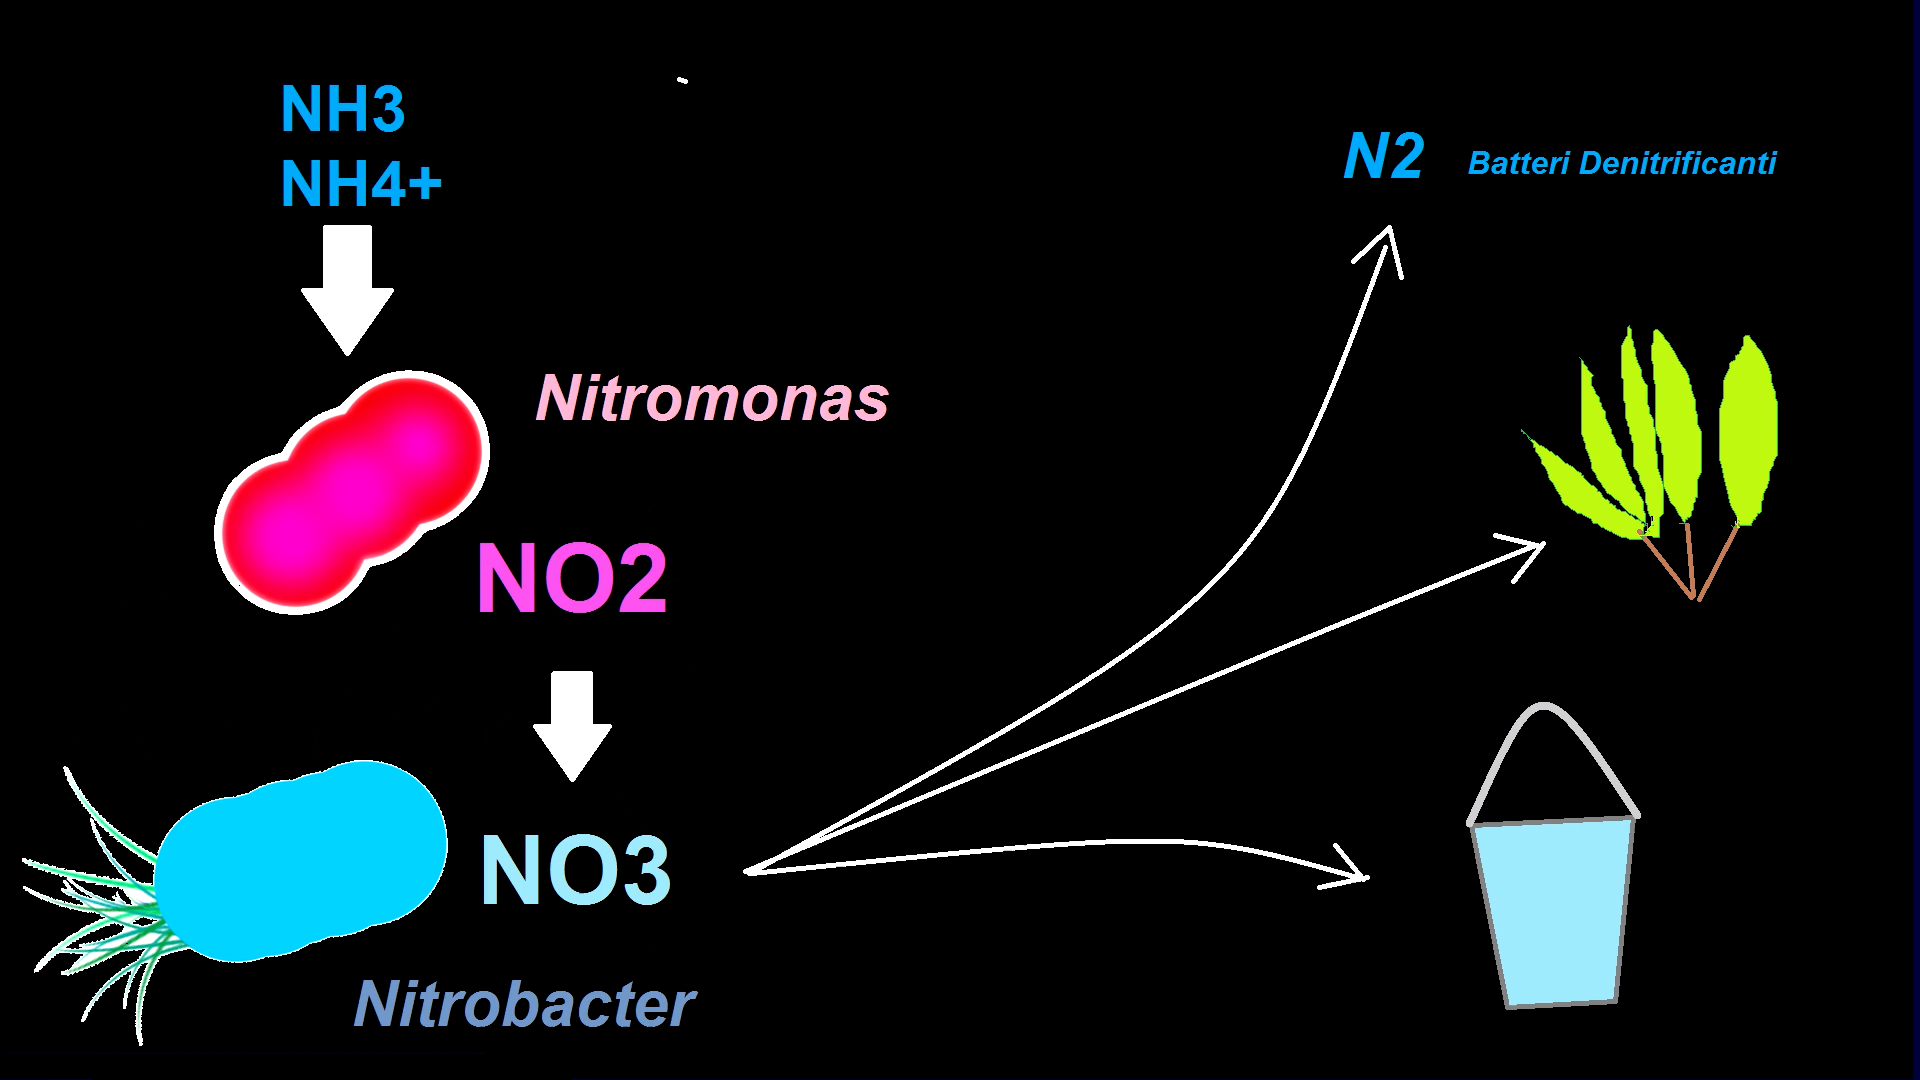 NH3
NH4+
N2 Batteri Denitrificanti
Nitromonas
NO2
NO3
Nitrobacter